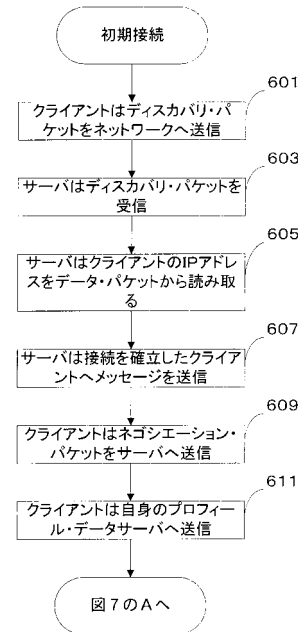 初期接続
601
クライアントはディスカバリ・パ
ケットをネットワークへ送信
603
サーバはディスカバリ・パケットを
受信
605
サーバはクライアントのIPアドレ
スをデータ・パケットから読み取
る
607
サーバは接続を確立したクライア
ントへメッセージを送信
609
クライアントはネゴシエーション・
パケットをサーバへ送信
611
クライアントは自身のプロフィー
ル・データサーバへ送信
図7のAへ